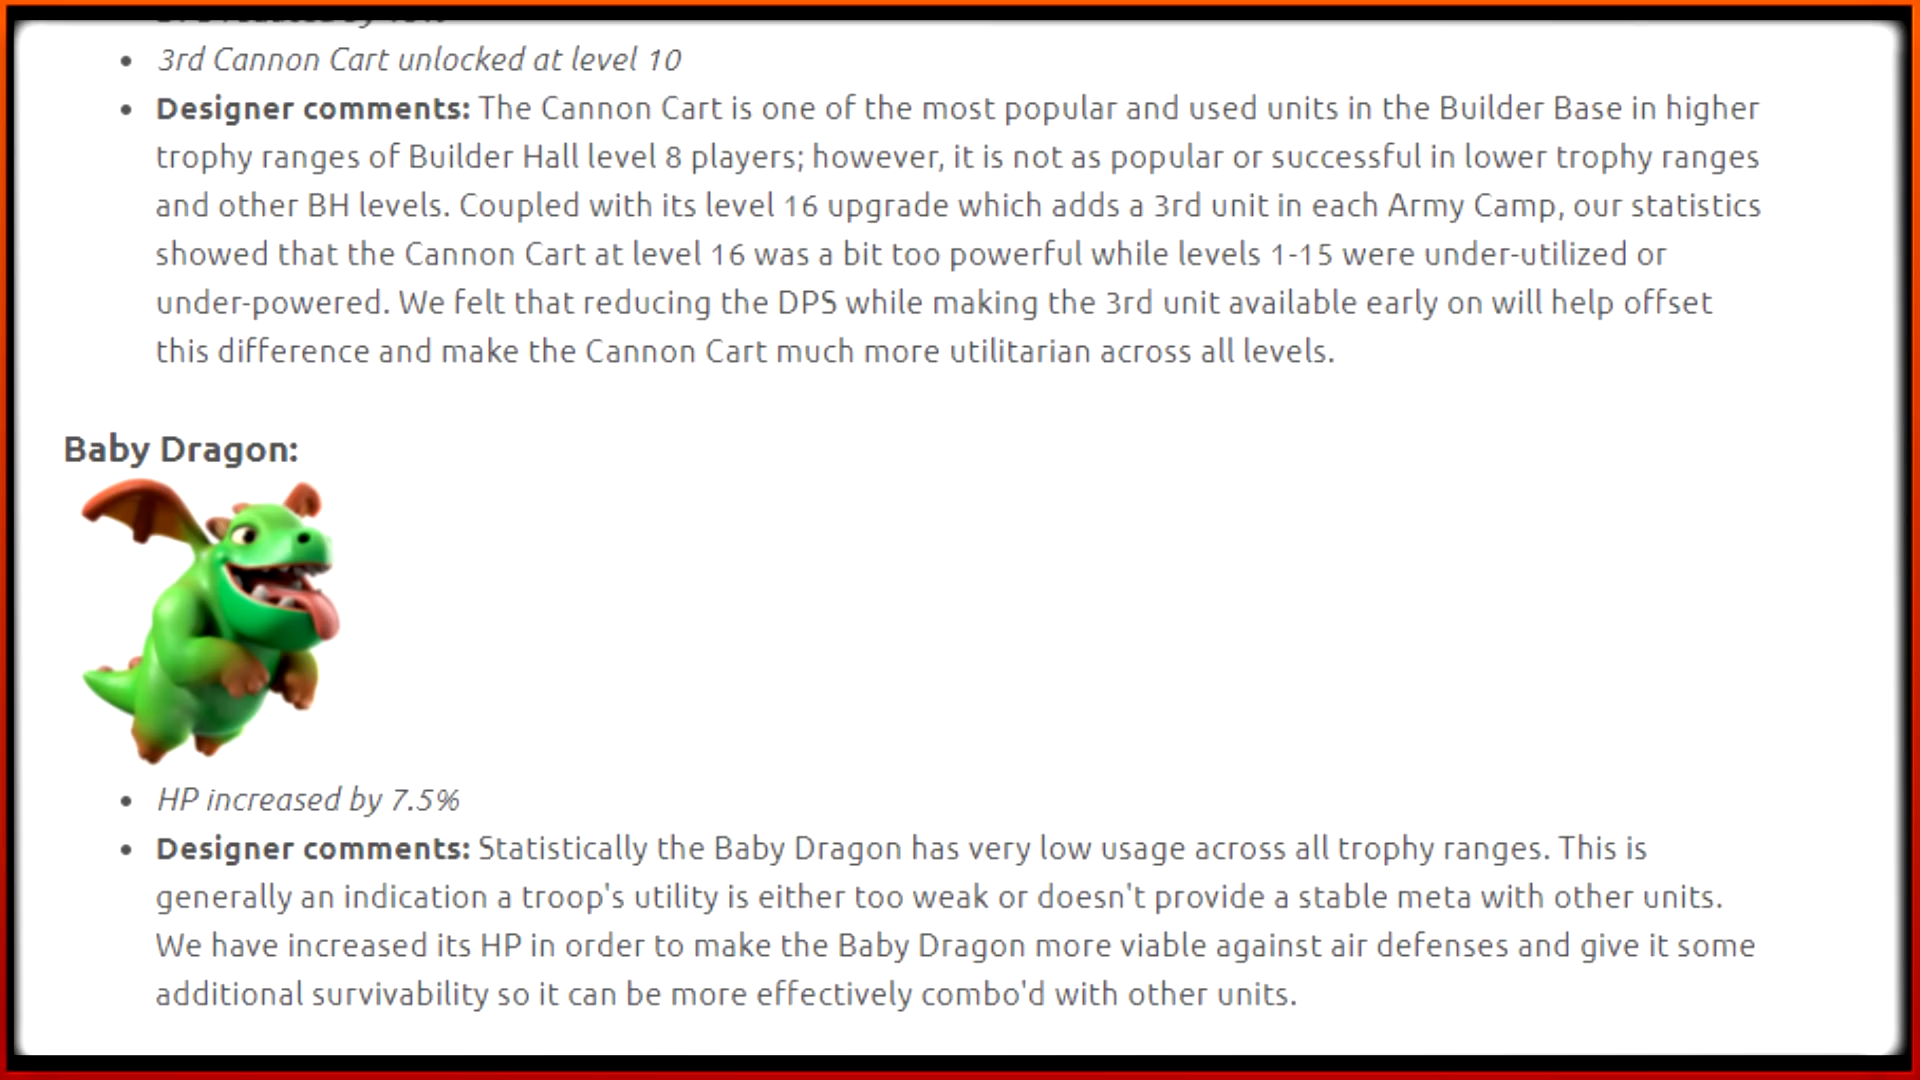 3rd Cannon Cart unlocked at level 10
Designer comments: The Cannon Cart is one of the most popular and used units in the Builder Base in higher
trophy ranges of Builder Hall level 8 players; however, it is not as popular or successful in lower trophy ranges
and other BH levels. Coupled with its level 16 upgrade which adds a 3rd unit in each Army Camp, our statistics
showed that the Cannon Cart at level 16 was a bit too powerful while levels 1-15 were under-utilized or
under-powered. We felt that reducing the DPS while making the 3rd unit available early on will help offset
this difference and make the Cannon Cart much more utilitarian across all levels.
Baby Dragon:
HP increased by 7.5%
Designer comments: Statistically the Baby Dragon has very low usage across all trophy ranges. This is
generally an indication a troop's utility is either too weak or doesn't provide a stable meta with other units.
We have increased its HP in order to make the Baby Dragon more viable against air defenses and give it some
additional survivability so it can be more effectively combo'd with other units.